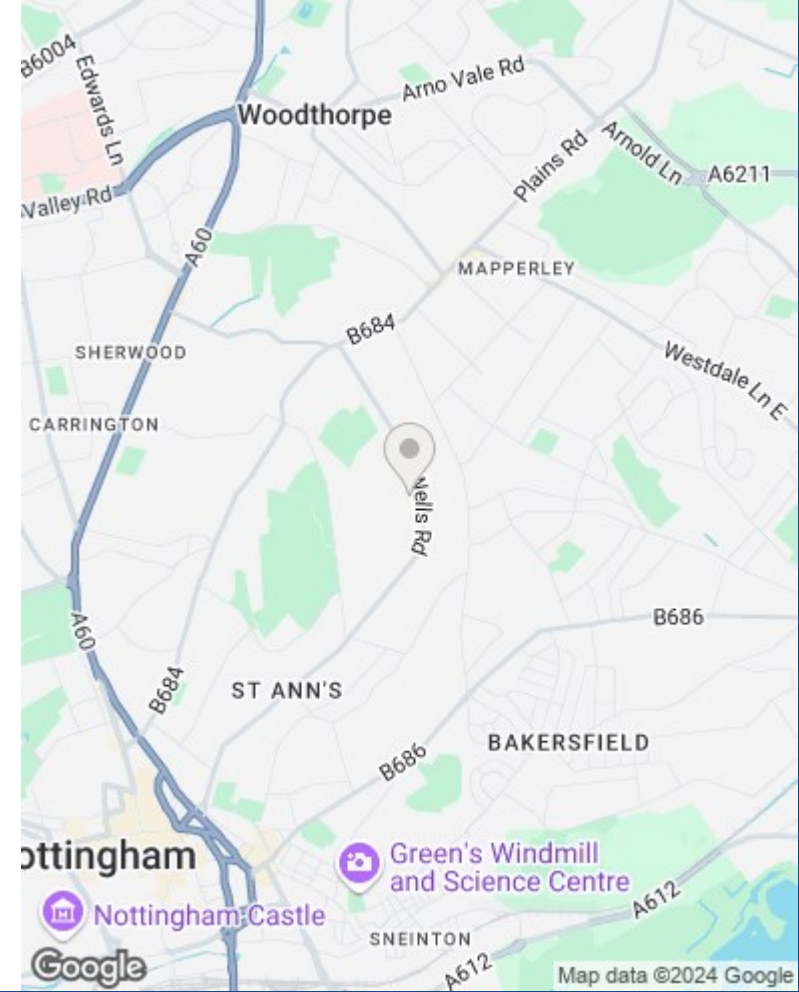 B6004
Edwards Ln
Woodthorpe
Arno Vale Rd
Plains Rd
Arnold Ln
A6211
Valley Rd
A60
MAPPERLEY
B684
SHERWOOD
Westdale Ln E
CARRINGTON
Wells Rd
A60
B686
B684
ST ANN'S
BAKERSFIELD
B686
ottingham
Green's Windmill
and Science Centre
Nottingham Castle
A612
SNEINTON
A612
Google
Map data ©2024 Google